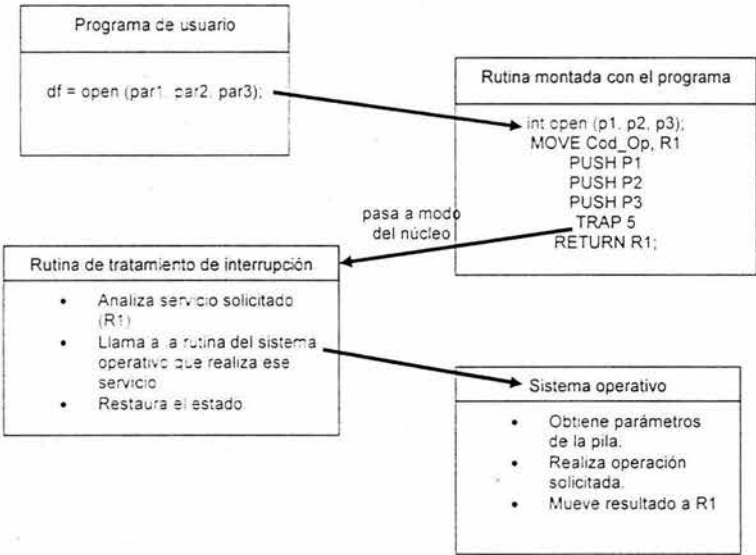 Programa de usuario
df = open (par1, par2, par3);
Rutina montada con el programa
int open (p1, p2, p3);
MOVE Cod_Op, R1
PUSH P1
PUSH P2
PUSH P3
TRAP 5
RETURN R1;
pasa a modo
del núcleo
Rutina de tratamiento de interrupción
• Analiza servicio solicitado
(R1)
• Llama a la rutina del sistema
operativo que realiza ese
servicio
• Restaura el estado
Sistema operativo
• Obtiene parámetros
de la pila.
• Realiza operación
solicitada.
• Mueve resultado a R1